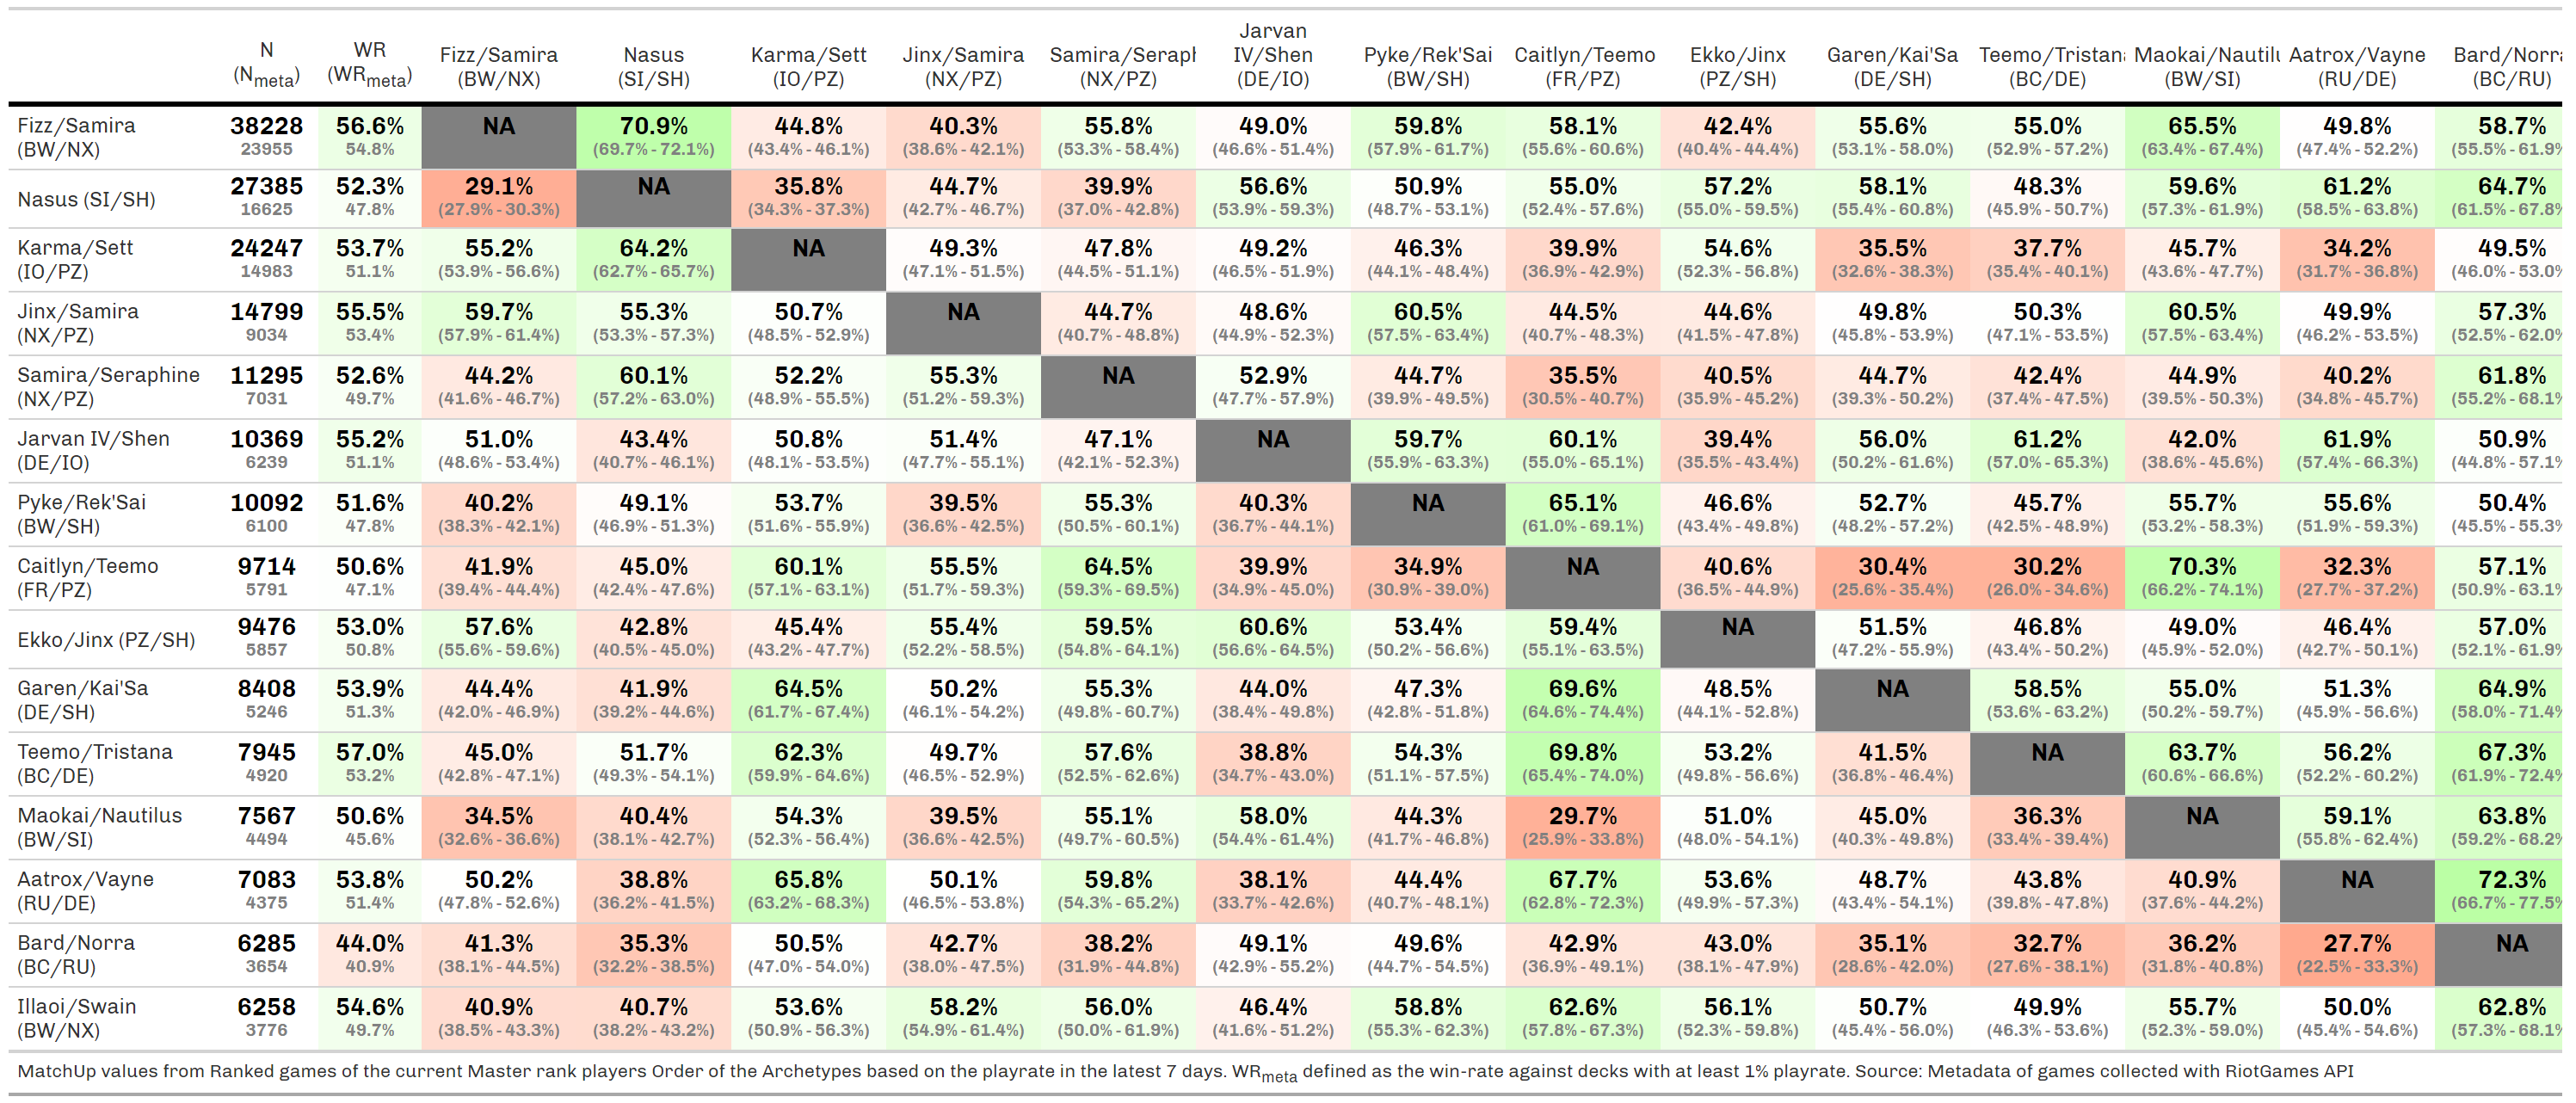 N (N_meta) WR (WR_meta) Fizz/Samira (BW/NX) Nasus (SI/SH) Karma/Sett (IO/PZ) Jinx/Samira (NX/PZ) Samira/Seraph (NX/PZ) Jarvan IV/Shen (DE/IO) Pyke/Rek'Sai (BW/SH) Caitlyn/Teemo (FR/PZ) Ekko/Jinx (PZ/SH) Garen/Kai'Sa (DE/SH) Teemo/Tristana (BC/DE) Maokai/Nautilu (BW/SI) Aatrox/Vayne (RU/DE) Bard/Norra (BC/RU)
Fizz/Samira 38228 56.6% NA 70.9% 44.8% 40.3% 55.8% 49.0% 59.8% 58.1% 42.4% 55.6% 55.0% 65.5% 49.8% 58.7%
(BW/NX) 23955 54.8% (69.7% - 72.1%) (43.4% - 46.1%) (38.6% - 42.1%) (53.3% - 58.4%) (46.6% - 51.4%) (57.9% - 61.7%) (55.6% - 60.6%) (40.4% - 44.4%) (53.1% - 58.0%) (52.9% - 57.2%) (63.4% - 67.4%) (47.4% - 52.2%) (55.5% - 61.9%
Nasus (SI/SH) 27385 52.3% 29.1% NA 35.8% 44.7% 39.9% 56.6% 50.9% 55.0% 57.2% 58.1% 48.3% 59.6% 61.2% 64.7%
16625 47.8% (27.9% - 30.3%) (34.3% - 37.3%) (42.7% - 46.7%) (37.0% - 42.8%) (53.9% - 59.3%) (48.7% - 53.1%) (52.4% - 57.6%) (55.0% - 59.5%) (55.4% - 60.8%) (45.9% - 50.7%) (57.3% - 61.9%) (58.5% - 63.8%) (61.5% - 67.8%
Karma/Sett 24247 53.7% 55.2% 64.2% NA 49.3% 47.8% 49.2% 46.3% 39.9% 54.6% 35.5% 37.7% 45.7% 34.2% 49.5%
(IO/PZ) 14983 51.1% (53.9% - 56.6%) (62.7% - 65.7%) (47.1% - 51.5%) (44.5% - 51.1%) (46.5% - 51.9%) (44.1% - 48.4%) (36.9% - 42.9%) (52.3% - 56.8%) (32.6% - 38.3%) (35.4% - 40.1%) (43.6% - 47.7%) (31.7% - 36.8%) (46.0% - 53.0%
Jinx/Samira 14799 55.5% 59.7% 55.3% 50.7% NA 44.7% 48.6% 60.5% 44.5% 44.6% 49.8% 50.3% 60.5% 49.9% 57.3%
(NX/PZ) 9034 53.4% (57.9% - 61.4%) (53.3% - 57.3%) (48.5% - 52.9%) (40.7% - 48.8%) (44.9% - 52.3%) (57.5% - 63.4%) (40.7% - 48.3%) (41.5% - 47.8%) (45.8% - 53.9%) (47.1% - 53.5%) (57.5% - 63.4%) (46.2% - 53.5%) (52.5% - 62.0%
Samira/Seraphine 11295 52.6% 44.2% 60.1% 52.2% 55.3% NA 52.9% 44.7% 35.5% 40.5% 44.7% 42.4% 44.9% 40.2% 61.8%
(NX/PZ) 7031 49.7% (41.6% - 46.7%) (57.2% - 63.0%) (48.9% - 55.5%) (51.2% - 59.3%) (47.7% - 57.9%) (39.9% - 49.5%) (30.5% - 40.7%) (35.9% - 45.2%) (39.3% - 50.2%) (37.4% - 47.5%) (39.5% - 50.3%) (34.8% - 45.7%) (55.2% - 68.1%
Jarvan IV/Shen 10369 55.2% 51.0% 43.4% 50.8% 51.4% 47.1% NA 59.7% 60.1% 39.4% 56.0% 61.2% 42.0% 61.9% 50.9%
(DE/IO) 6239 51.1% (48.6% - 53.4%) (40.7% - 46.1%) (48.1% - 53.5%) (47.7% - 55.1%) (42.1% - 52.3%) (55.9% - 63.3%) (55.0% - 65.1%) (35.5% - 43.4%) (50.2% - 61.6%) (57.0% - 65.3%) (38.6% - 45.6%) (57.4% - 66.3%) (44.8% - 57.1%
Pyke/Rek'Sai 10092 51.6% 40.2% 49.1% 53.7% 39.5% 55.3% 40.3% NA 65.1% 46.6% 52.7% 45.7% 55.7% 55.6% 50.4%
(BW/SH) 6100 47.8% (38.3% - 42.1%) (46.9% - 51.3%) (51.6% - 55.9%) (36.6% - 42.5%) (50.5% - 60.1%) (36.7% - 44.1%) (61.0% - 69.1%) (43.4% - 49.8%) (48.2% - 57.2%) (42.5% - 48.9%) (53.2% - 58.3%) (51.9% - 59.3%) (45.5% - 55.3%
Caitlyn/Teemo 9714 50.6% 41.9% 45.0% 60.1% 55.5% 64.5% 39.9% 34.9% NA 40.6% 30.4% 30.2% 70.3% 32.3% 57.1%
(FR/PZ) 5791 47.1% (39.4% - 44.4%) (42.4% - 47.6%) (57.1% - 63.1%) (51.7% - 59.3%) (59.3% - 69.5%) (34.9% - 45.0%) (30.9% - 39.0%) (36.5% - 44.9%) (25.6% - 35.4%) (26.0% - 34.6%) (66.2% - 74.1%) (27.7% - 37.2%) (50.9% - 63.1%
Ekko/Jinx (PZ/SH) 9476 53.0% 57.6% 42.8% 45.4% 55.4% 59.5% 60.6% 53.4% 59.4% NA 51.5% 46.8% 49.0% 46.4% 57.0%
5857 50.8% (55.6% - 59.6%) (40.5% - 45.0%) (43.2% - 47.7%) (52.2% - 58.5%) (54.8% - 64.1%) (56.6% - 64.5%) (50.2% - 56.6%) (55.1% - 63.5%) (47.2% - 55.9%) (43.4% - 50.2%) (45.9% - 52.0%) (42.7% - 50.1%) (52.1% - 61.9%
Garen/Kai'Sa 8408 53.9% 44.4% 41.9% 64.5% 50.2% 55.3% 44.0% 47.3% 69.6% 48.5% NA 58.5% 55.0% 51.3% 64.9%
(DE/SH) 5246 51.3% (42.0% - 46.9%) (39.2% - 44.6%) (61.7% - 67.4%) (46.1% - 54.2%) (49.8% - 60.7%) (38.4% - 49.8%) (42.8% - 51.8%) (64.6% - 74.4%) (44.1% - 52.8%) (53.6% - 63.2%) (50.2% - 59.7%) (45.9% - 56.6%) (58.0% - 71.4%
Teemo/Tristana 7945 57.0% 45.0% 51.7% 62.3% 49.7% 57.6% 38.8% 54.3% 69.8% 53.2% 41.5% NA 63.7% 56.2% 67.3%
(BC/DE) 4920 53.2% (42.8% - 47.1%) (49.3% - 54.1%) (59.9% - 64.6%) (46.5% - 52.9%) (52.5% - 62.6%) (34.7% - 43.0%) (51.1% - 57.5%) (65.4% - 74.0%) (49.8% - 56.6%) (36.8% - 46.4%) (60.6% - 66.6%) (52.2% - 60.2%) (61.9% - 72.4%
Maokai/Nautilus 7567 50.6% 34.5% 40.4% 54.3% 39.5% 55.1% 58.0% 44.3% 29.7% 51.0% 45.0% 36.3% NA 59.1% 63.8%
(BW/SI) 4494 45.6% (32.6% - 36.6%) (38.1% - 42.7%) (52.3% - 56.4%) (36.6% - 42.5%) (49.7% - 60.5%) (54.4% - 61.4%) (41.7% - 46.8%) (25.9% - 33.8%) (48.0% - 54.1%) (40.3% - 49.8%) (33.4% - 39.4%) (55.8% - 62.4%) (59.2% - 68.2%
Aatrox/Vayne 7083 53.8% 50.2% 38.8% 65.8% 50.1% 59.8% 38.1% 44.4% 67.7% 53.6% 48.7% 43.8% 40.9% NA 72.3%
(RU/DE) 4375 51.4% (47.8% - 52.6%) (36.2% - 41.5%) (63.2% - 68.3%) (46.5% - 53.8%) (54.3% - 65.2%) (33.7% - 42.6%) (40.7% - 48.1%) (62.8% - 72.3%) (49.9% - 57.3%) (43.4% - 54.1%) (39.8% - 47.8%) (37.6% - 44.2%) (66.7% - 77.5%
Bard/Norra 6285 44.0% 41.3% 35.3% 50.5% 42.7% 38.2% 49.1% 49.6% 42.9% 43.0% 35.1% 32.7% 36.2% 27.7% NA
(BC/RU) 3654 40.9% (38.1% - 44.5%) (32.2% - 38.5%) (47.0% - 54.0%) (38.0% - 47.5%) (31.9% - 44.8%) (42.9% - 55.2%) (44.7% - 54.5%) (36.9% - 49.1%) (38.1% - 47.9%) (28.6% - 42.0%) (27.6% - 38.1%) (31.8% - 40.8%) (22.5% - 33.3%)
Illaoi/Swain 6258 54.6% 40.9% 40.7% 53.6% 58.2% 56.0% 46.4% 58.8% 62.6% 56.1% 50.7% 49.9% 55.7% 50.0% 62.8%
(BW/NX) 3776 49.7% (38.5% - 43.3%) (38.2% - 43.2%) (50.9% - 56.3%) (54.9% - 61.4%) (50.0% - 61.9%) (41.6% - 51.2%) (55.3% - 62.3%) (57.8% - 67.3%) (52.3% - 59.8%) (45.4% - 56.0%) (46.3% - 53.6%) (52.3% - 59.0%) (45.4% - 54.6%) (57.3% - 68.1%
MatchUp values from Ranked games of the current Master rank players Order of the Archetypes based on the playrate in the latest 7 days. WR_meta defined as the win-rate against decks with at least 1% playrate. Source: Metadata of games collected with RiotGames API